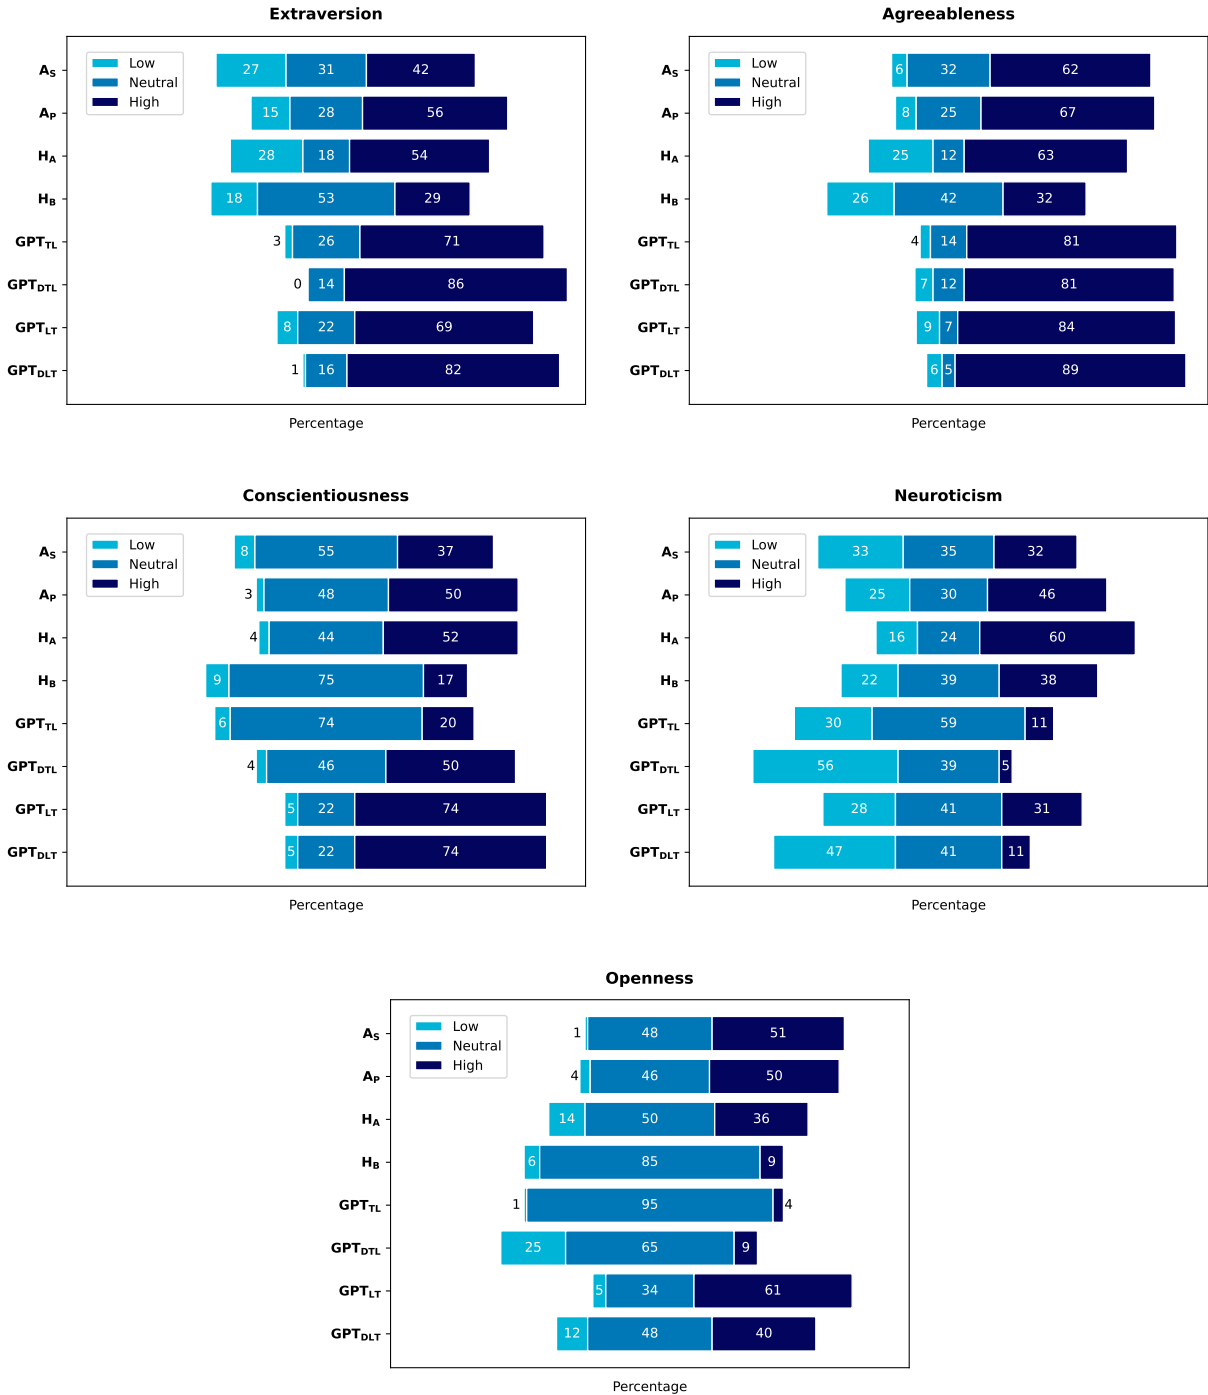 Extraversion
Low
Neutral
High
A_S 27 31 42
A_P 15 28 56
H_A 28 18 54
H_B 18 53 29
GPT_TL 3 26 71
GPT_DTL 0 14 86
GPT_LT 8 22 69
GPT_DLT 1 16 82
Percentage
Agreeableness
Low
Neutral
High
A_S 6 32 62
A_P 8 25 67
H_A 25 12 63
H_B 26 42 32
GPT_TL 4 14 81
GPT_DTL 7 12 81
GPT_LT 9 7 84
GPT_DLT 6 5 89
Percentage
Conscientiousness
Low
Neutral
High
A_S 8 55 37
A_P 3 48 50
H_A 4 44 52
H_B 9 75 17
GPT_TL 6 74 20
GPT_DTL 4 46 50
GPT_LT 5 22 74
GPT_DLT 5 22 74
Percentage
Neuroticism
Low
Neutral
High
A_S 33 35 32
A_P 25 30 46
H_A 16 24 60
H_B 22 39 38
GPT_TL 30 59 11
GPT_DTL 56 39 5
GPT_LT 28 41 31
GPT_DLT 47 41 11
Percentage
Openness
Low
Neutral
High
A_S 1 48 51
A_P 4 46 50
H_A 14 50 36
H_B 6 85 9
GPT_TL 1 95 4
GPT_DTL 25 65 9
GPT_LT 5 34 61
GPT_DLT 12 48 40
Percentage